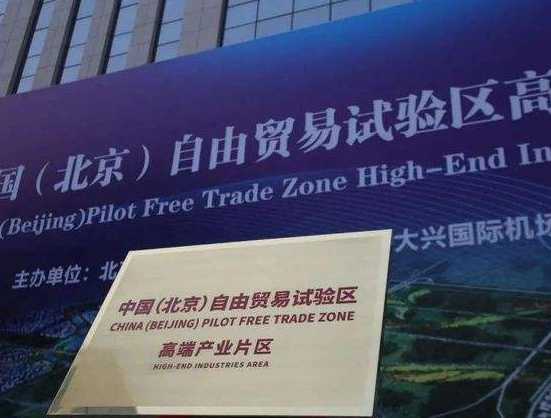 国（北京）自由贸易试验区高
(Beijing)Pilot Free Trade Zone High-End In
主办单位：北
大兴国际机场
中国（北京）自由贸易试验区
CHINA (BEIJING) PILOT FREE TRADE ZONE
高端产业片区
HIGH-END INDUSTRIES AREA